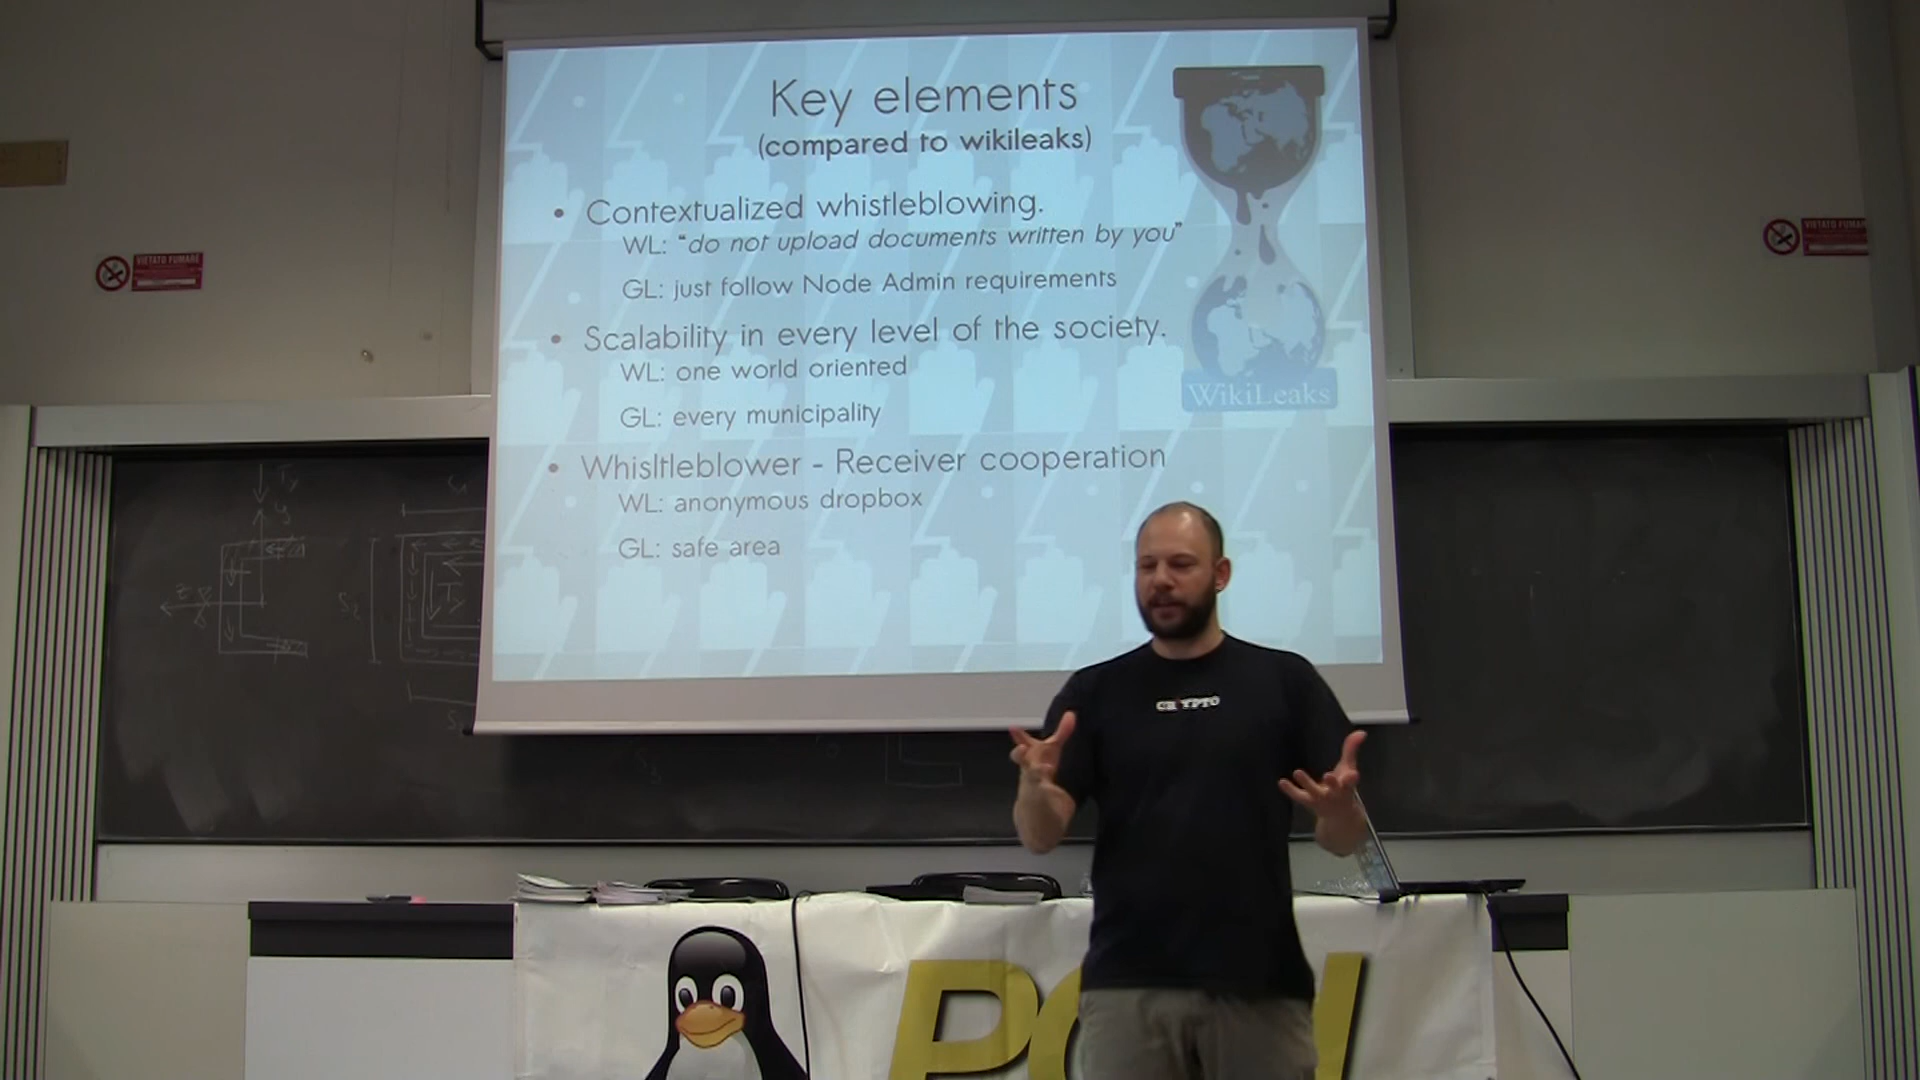 Key elements
(compared to wikileaks)
• Contextualized whistleblowing.
WL: "do not upload documents written by you"
GL: just follow Node Admin requirements
• Scalability in every level of the society.
WL: one world oriented
GL: every municipality
• Whisltleblower - Receiver cooperation
WL: anonymous dropbox
GL: safe area
WikiLeaks
VIETATO FUMARE
VIETATO FUMARE
CRYPTO